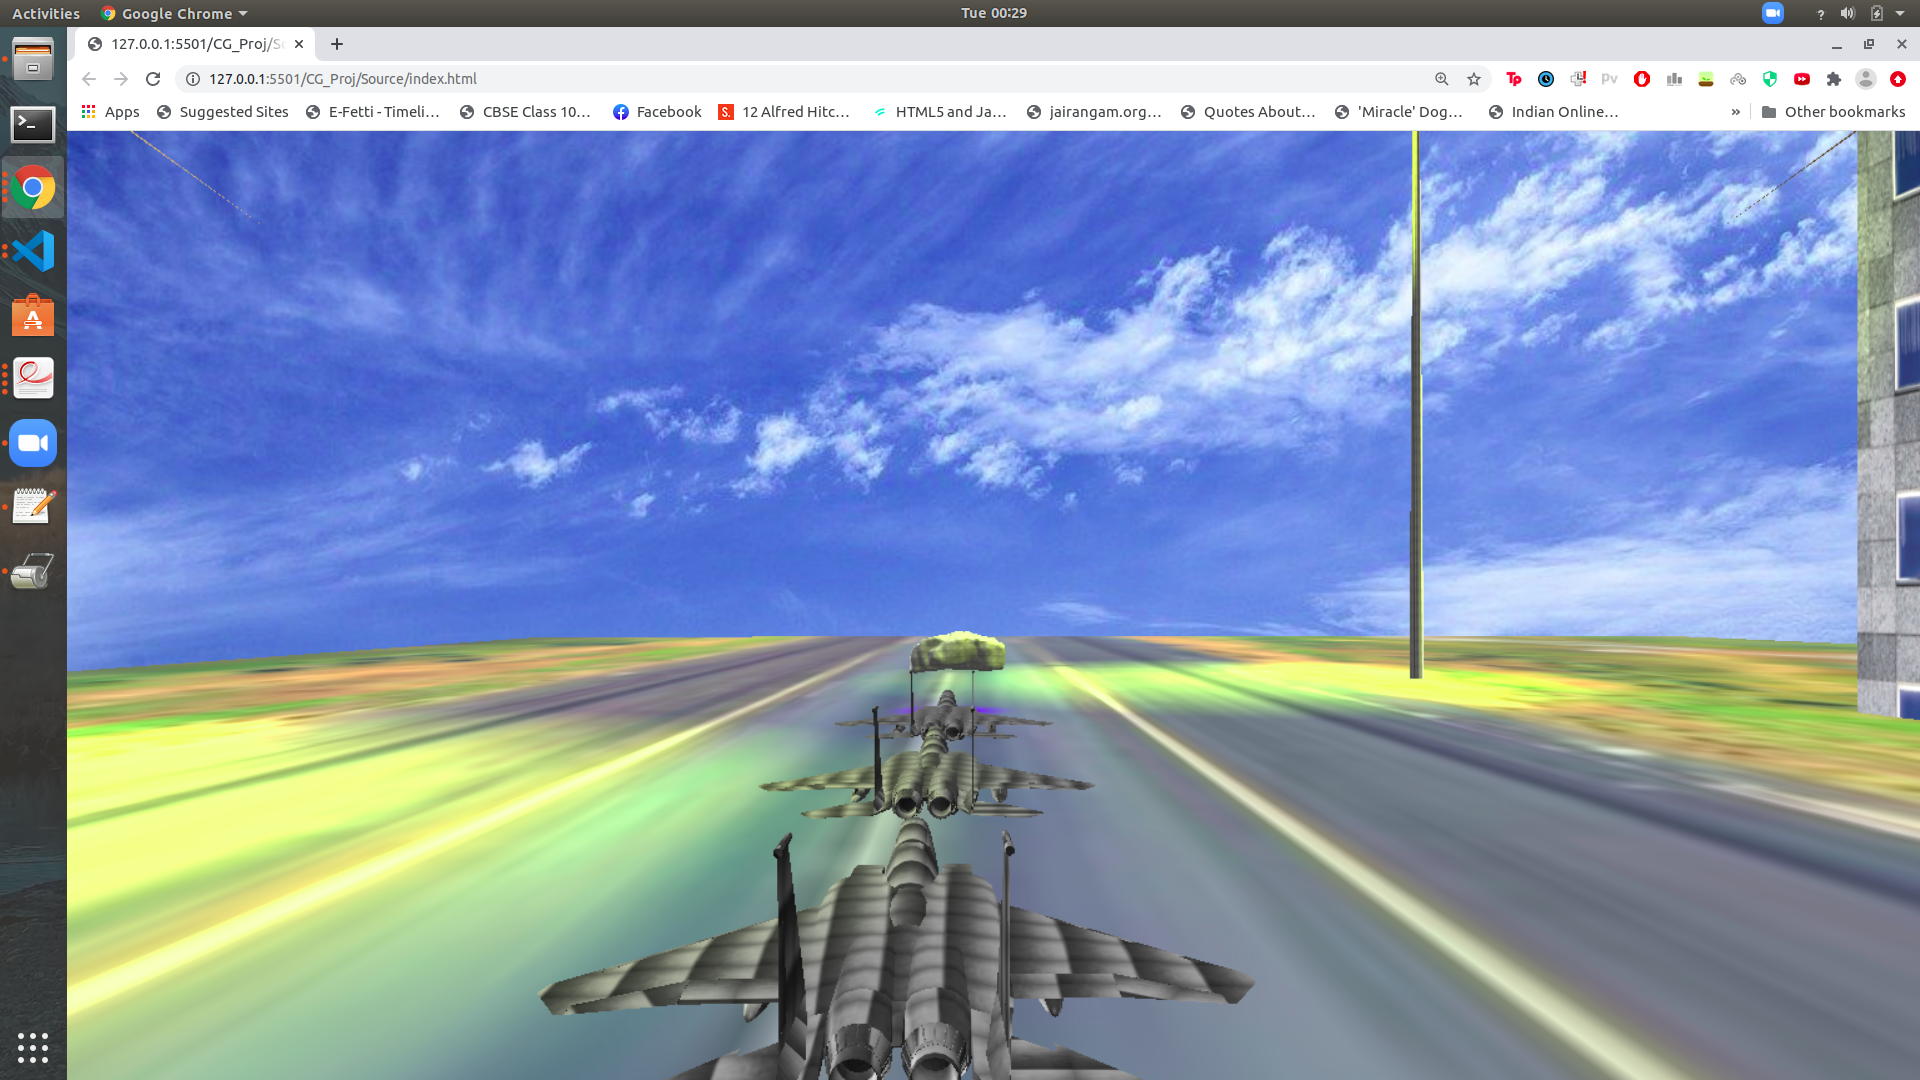 Activities Google Chrome Tue 00:29 ?
127.0.0.1:5501/CG_Proj/S
127.0.0.1:5501/CG_Proj/Source/index.html Tp Pv
Apps Suggested Sites E-Fetti - Timeli... CBSE Class 10... Facebook S. 12 Alfred Hitc... HTML5 and Ja... jairangam.org... Quotes About... 'Miracle' Dog... Indian Online... » Other bookmarks